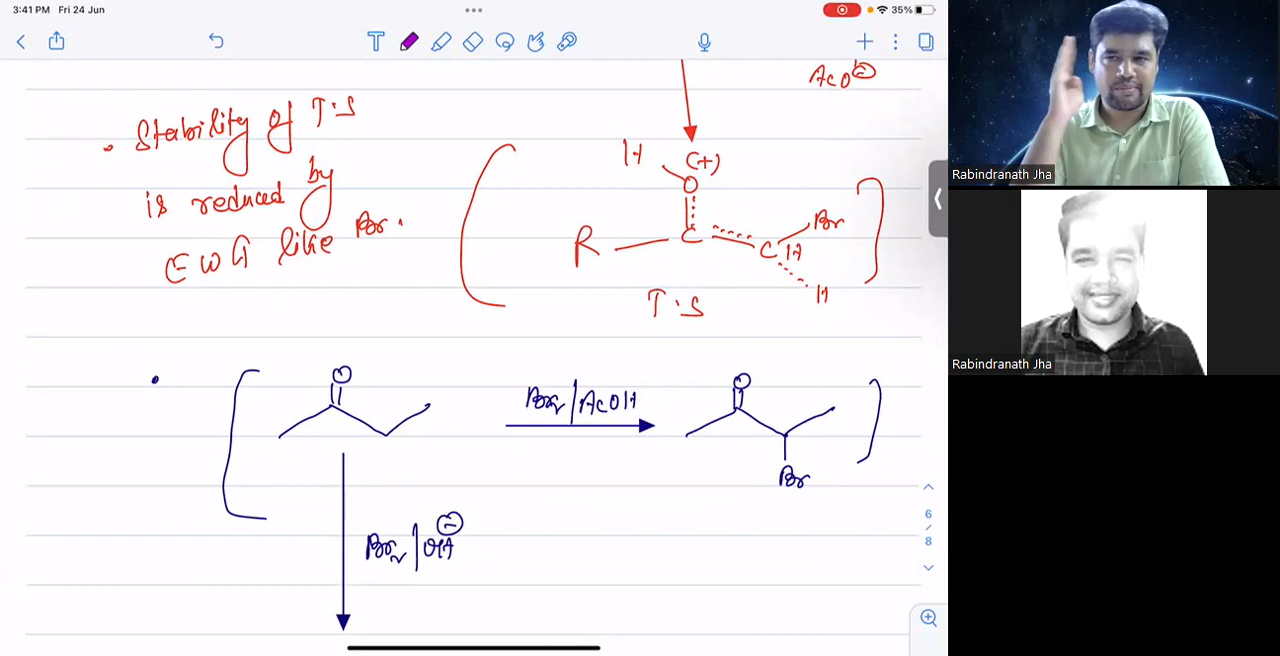 3:41 PM Fri 24 Jun
35%
AcO⊖
• Stability of T.S
is reduced by
EWG like Br.
H
(+)
O
Br
R C CH
H
T.S
O
Br2/AcOH
O
Br
Br2/OH⊖
6
/
8
Rabindranath Jha
Rabindranath Jha